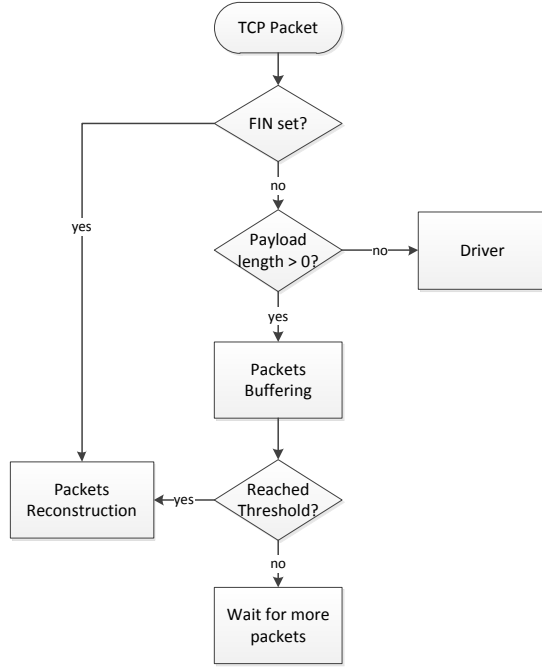 TCP Packet
FIN set?
no
yes
Payload
length > 0?
no
Driver
yes
Packets
Buffering
Packets
Reconstruction
yes
Reached
Threshold?
no
Wait for more
packets